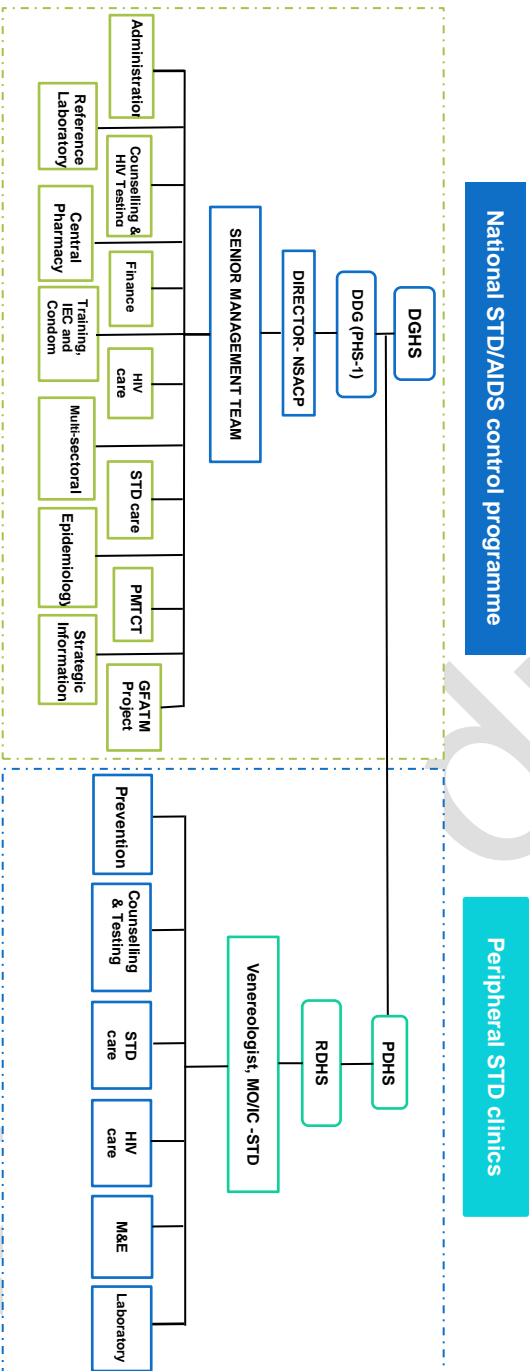 National STD/AIDS control programme
Peripheral STD clinics
DGHS
DDG (PHS-1)
DIRECTOR- NSACP
SENIOR MANAGEMENT TEAM
Administration
Reference
Laboratory
Counselling &
HIV Testing
Central
Pharmacy
Finance
Training,
IEC and
Condom
HIV
care
Multi-sectoral
STD care
Epidemiology
PMTCT
Strategic
Information
GFATM
Project
PDHS
RDHS
Venereologist, MO/IC -STD
Prevention
Counselling
& Testing
STD
care
HIV
care
M&E
Laboratory